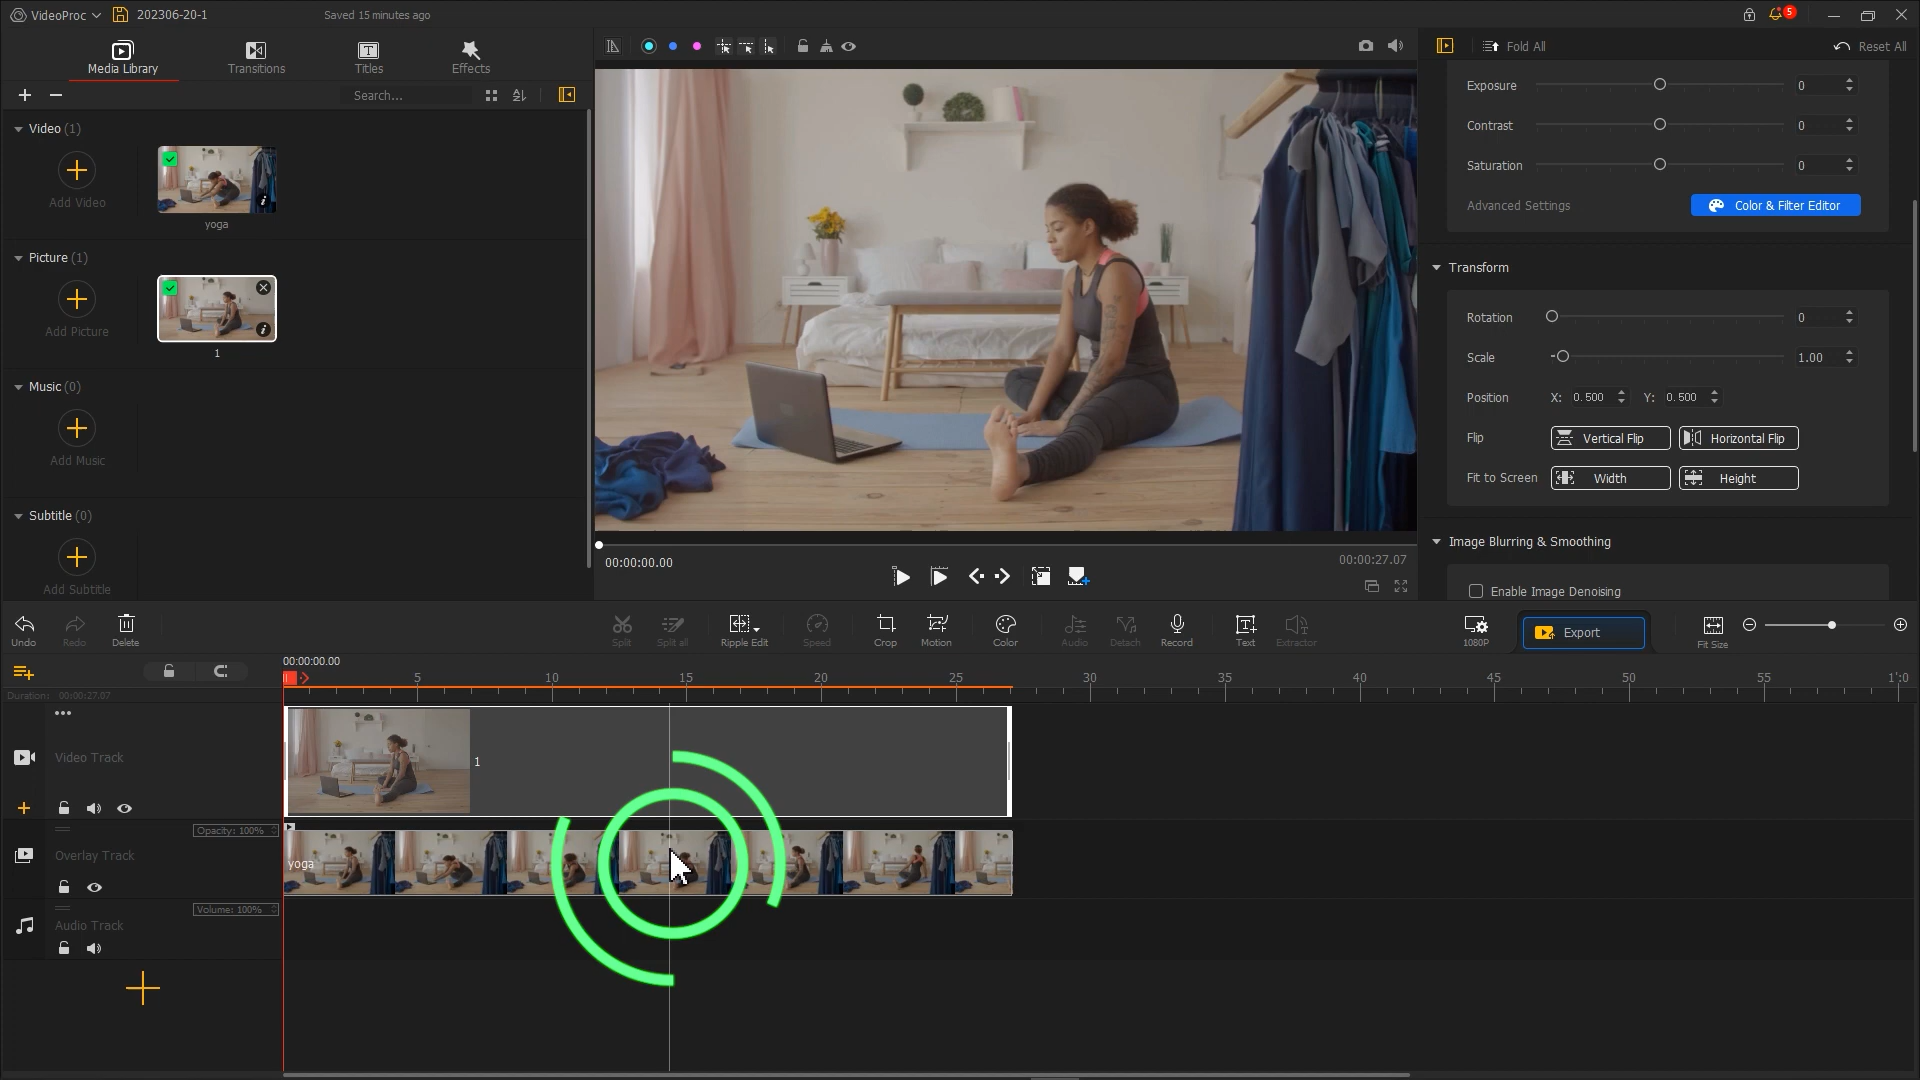 VideoProc
202306-20-1
Saved 15 minutes ago
5
Media Library
Transitions
Titles
Effects
Search...
Fold All
Reset All
Video (1)
Add Video
yoga
Picture (1)
Add Picture
1
Music (0)
Add Music
Subtitle (0)
Add Subtitle
00:00:00.00
00:00:27.07
Exposure
0
Contrast
0
Saturation
0
Advanced Settings
Color & Filter Editor
Transform
Rotation
0
Scale
1.00
Position
X: 0.500
Y: 0.500
Flip
Vertical Flip
Horizontal Flip
Fit to Screen
Width
Height
Image Blurring & Smoothing
Enable Image Denoising
Undo
Redo
Delete
Split
Split all
Ripple Edit
Speed
Crop
Motion
Color
Audio
Detach
Record
Text
Extractor
1080P
Export
Fit Size
00:00:00.00
5
10
15
20
25
30
35
40
45
50
55
1':0
Duration: 00:00:27.07
Video Track
1
Opacity: 100%
Overlay Track
yoga
Volume: 100%
Audio Track